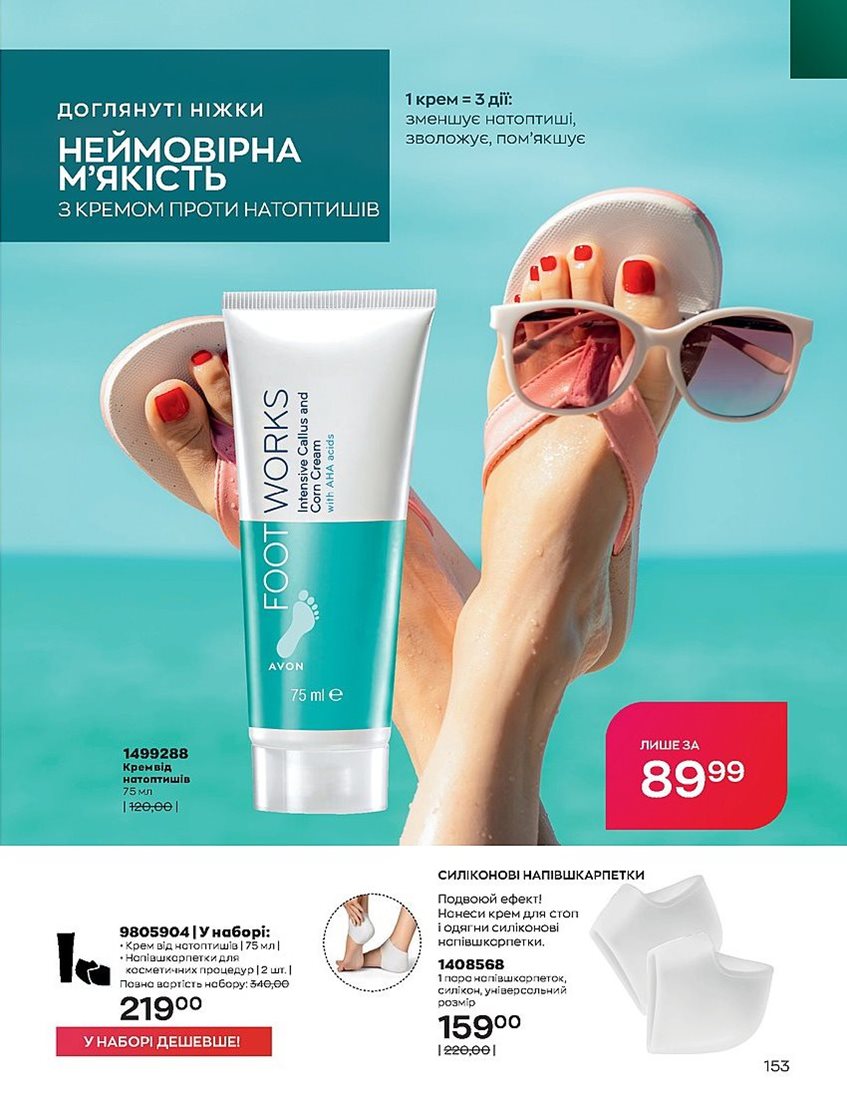 ДОГЛЯНУТІ НІЖКИ
НЕЙМОВІРНА
М'ЯКІСТЬ
З КРЕМОМ ПРОТИ НАТОПТИШІВ
1 крем = 3 дії:
зменшує натоптиші,
зволожує, пом'якшує
FOOT WORKS
Intensive Callus and
Corn Cream
with AHA acids
AVON
75 ml e
1499288
Крем від
натоптишів
75 мл
| 120,00 |
ЛИШЕ ЗА
89⁹⁹
9805904 | У наборі:
• Крем від натоптишів | 75 мл |
• Напівшкарпетки для
косметичних процедур | 2 шт. |
Повна вартість набору: 340,00
219⁰⁰
У НАБОРІ ДЕШЕВШЕ!
СИЛІКОНОВІ НАПІВШКАРПЕТКИ
Подвоюй ефект!
Нанеси крем для стоп
і одягни силіконові
напівшкарпетки.
1408568
1 пара напівшкарпеток,
силікон, універсальний
розмір
159⁰⁰
| 220,00 |
153